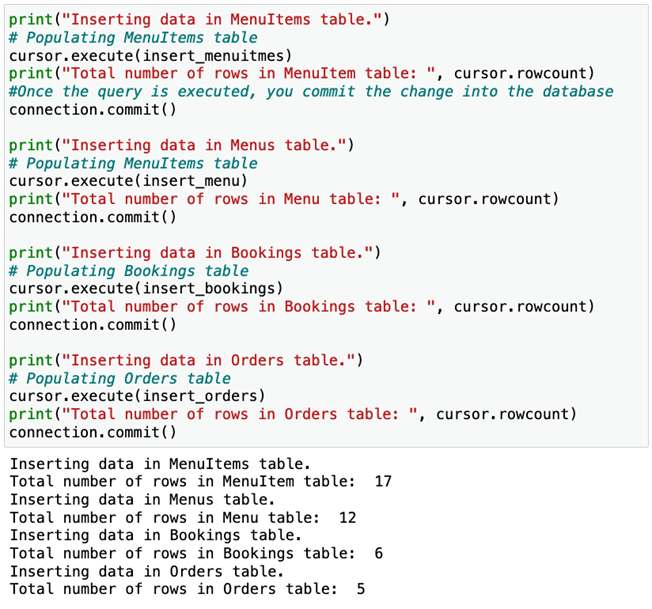 print("Inserting data in MenuItems table.")
# Populating MenuItems table
cursor.execute(insert_menuitmes)
print("Total number of rows in MenuItem table: ", cursor.rowcount)
#Once the query is executed, you commit the change into the database
connection.commit()
print("Inserting data in Menus table.")
# Populating MenuItems table
cursor.execute(insert_menu)
print("Total number of rows in Menu table: ", cursor.rowcount)
connection.commit()
print("Inserting data in Bookings table.")
# Populating Bookings table
cursor.execute(insert_bookings)
print("Total number of rows in Bookings table: ", cursor.rowcount)
connection.commit()
print("Inserting data in Orders table.")
# Populating Orders table
cursor.execute(insert_orders)
print("Total number of rows in Orders table: ", cursor.rowcount)
connection.commit()
Inserting data in MenuItems table.
Total number of rows in MenuItem table:  17
Inserting data in Menus table.
Total number of rows in Menu table:  12
Inserting data in Bookings table.
Total number of rows in Bookings table:  6
Inserting data in Orders table.
Total number of rows in Orders table:  5